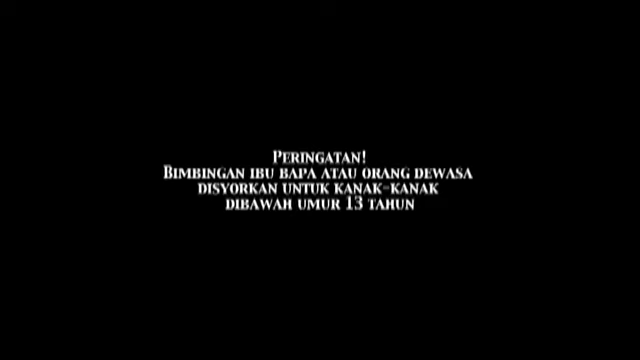 Peringatan!
Bimbingan ibu bapa atau orang dewasa
disyorkan untuk kanak-kanak
dibawah umur 13 tahun